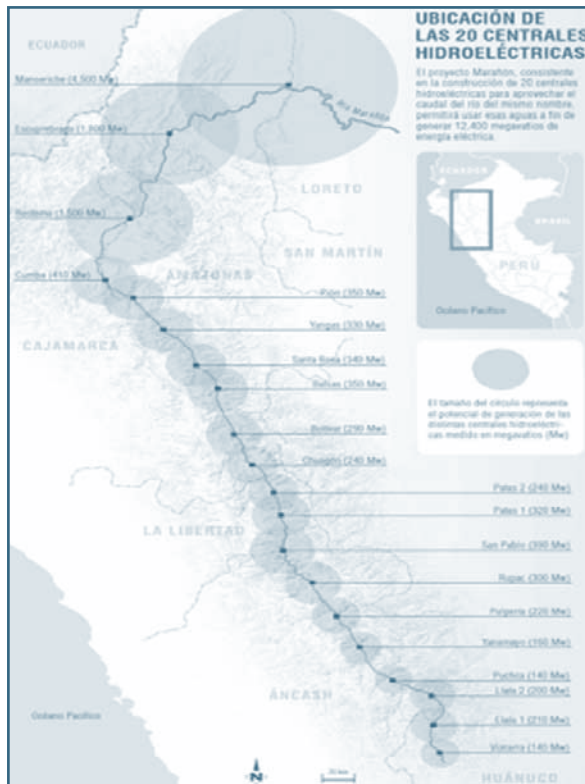 UBICACIÓN DE
LAS 20 CENTRALES
HIDROELÉCTRICAS
El proyecto Marañón, consistente
en la construcción de 20 centrales
hidroeléctricas para aprovechar el
caudal del río del mismo nombre,
permitirá usar esas aguas a fin de
generar 12,400 megavatios de
energía eléctrica.
ECUADOR
Manseriche (4,500 Mw)
Río Marañón
Escuprebraga (1,800 Mw)
LORETO
Rentema (1,500 Mw)
SAN MARTÍN
AMAZONAS
Cumba (410 Mw)
Pión (350 Mw)
Yangas (330 Mw)
CAJAMARCA
Santa Rosa (340 Mw)
Balsas (350 Mw)
Bolívar (290 Mw)
Chusgón (240 Mw)
Patas 2 (240 Mw)
Patas 1 (320 Mw)
LA LIBERTAD
San Pablo (390 Mw)
Rupac (300 Mw)
Pulperia (220 Mw)
Yanamayo (160 Mw)
Puchca (140 Mw)
Llata 2 (200 Mw)
ÁNCASH
Llata 1 (210 Mw)
Vizcarra (140 Mw)
HUÁNUCO
Océano Pacífico
N
ECUADOR
BRASIL
PERÚ
Océano Pacífico
El tamaño del círculo representa
el potencial de generación de las
distintas centrales hidroeléctri-
cas medido en megavatios (Mw)